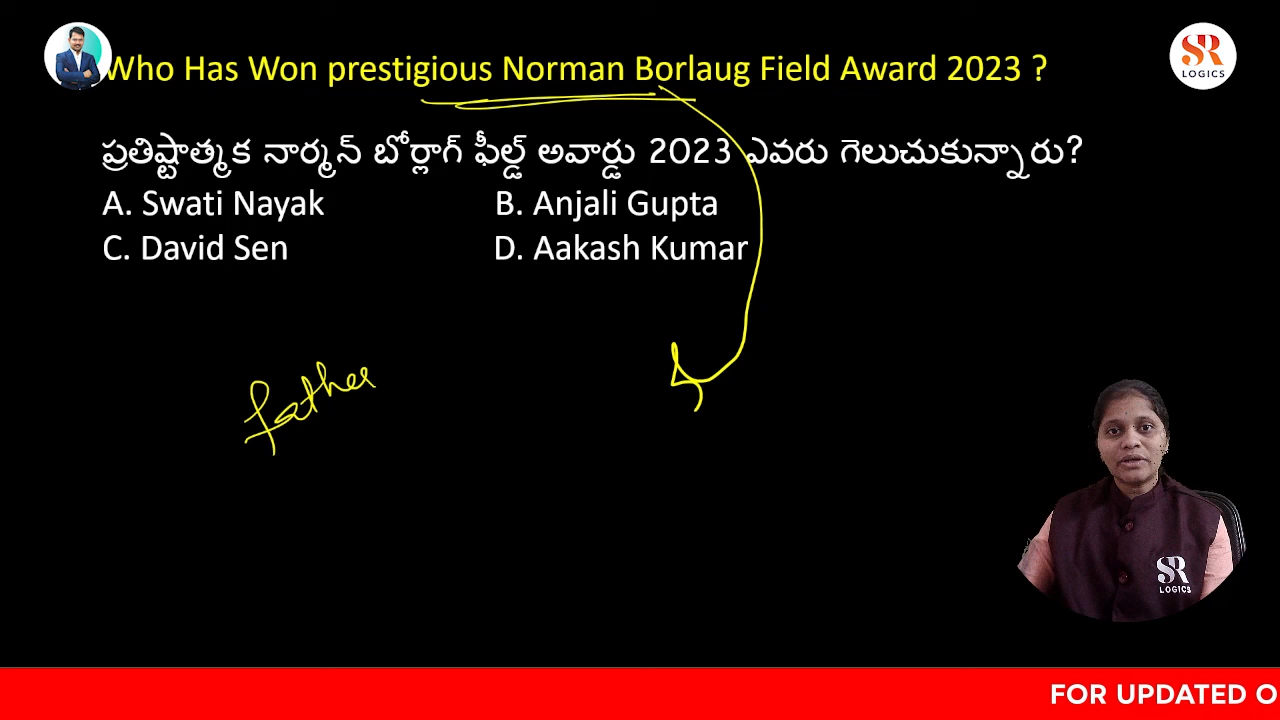 Who Has Won prestigious Norman Borlaug Field Award 2023 ?
SR
LOGICS
ప్రతిష్టాత్మక నార్మన్ బోర్లాగ్ ఫీల్డ్ అవార్డు 2023 ఎవరు గెలుచుకున్నారు?
A. Swati Nayak B. Anjali Gupta
C. David Sen D. Aakash Kumar
father
SR
LOGICS
FOR UPDATED O